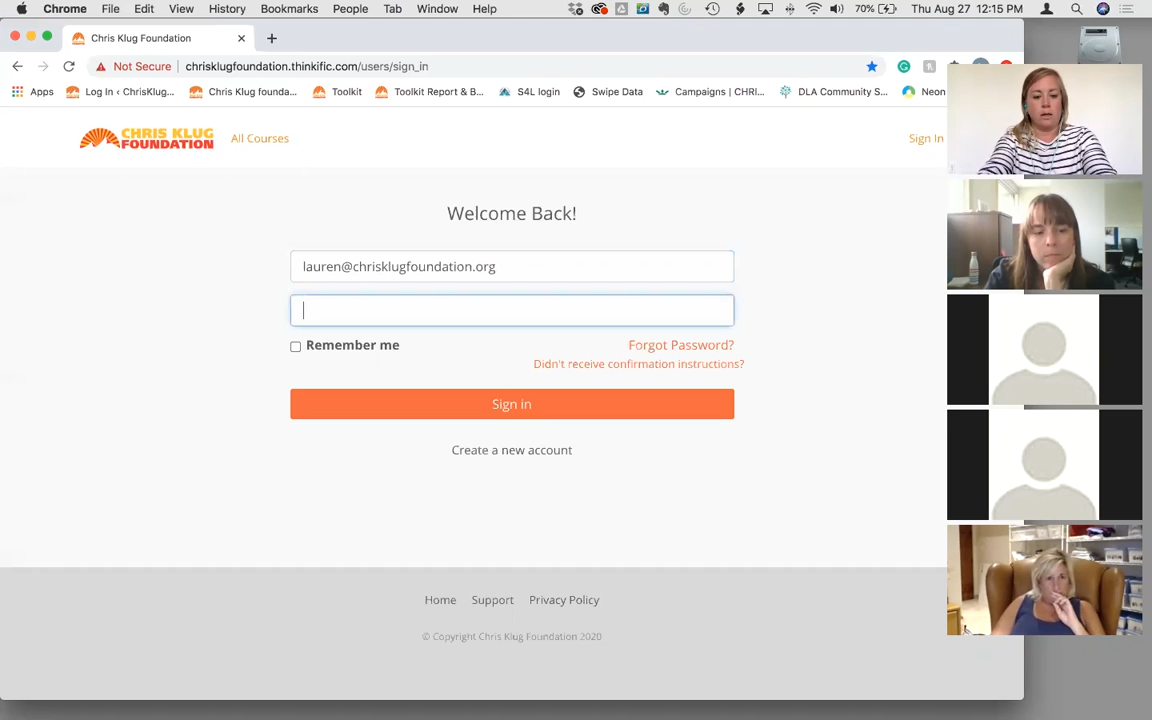 Chrome File Edit View History Bookmarks People Tab Window Help 70% Thu Aug 27 12:15 PM
Chris Klug Foundation
Not Secure chrisklugfoundation.thinkific.com/users/sign_in
Apps Log In ‹ ChrisKlug... Chris Klug founda... Toolkit Toolkit Report & B... S4L login Swipe Data Campaigns | CHRI... DLA Community S... Neon
CHRIS KLUG
FOUNDATION
All Courses
Sign In
Welcome Back!
lauren@chrisklugfoundation.org
Remember me
Forgot Password?
Didn't receive confirmation instructions?
Sign in
Create a new account
Home Support Privacy Policy
© Copyright Chris Klug Foundation 2020